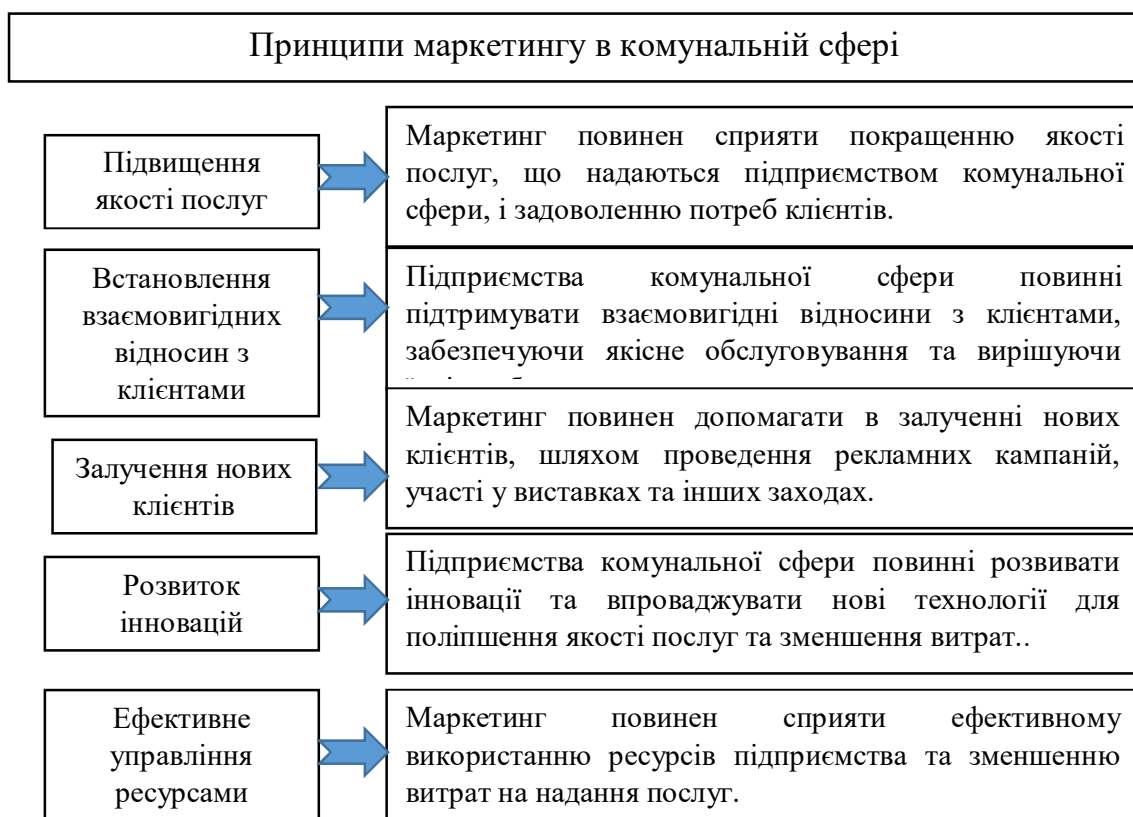 Принципи маркетингу в комунальній сфері
Підвищення
якості послуг
Маркетинг повинен сприяти покращенню якості
послуг, що надаються підприємством комунальної
сфери, і задоволенню потреб клієнтів.
Встановлення
взаємовигідних
відносин з
клієнтами
Підприємства комунальної сфери повинні
підтримувати взаємовигідні відносини з клієнтами,
забезпечуючи якісне обслуговування та вирішуючи
Залучення нових
клієнтів
Маркетинг повинен допомагати в залученні нових
клієнтів, шляхом проведення рекламних кампаній,
участі у виставках та інших заходах.
Розвиток
інновацій
Підприємства комунальної сфери повинні розвивати
інновації та впроваджувати нові технології для
поліпшення якості послуг та зменшення витрат..
Ефективне
управління
ресурсами
Маркетинг повинен сприяти ефективному
використанню ресурсів підприємства та зменшенню
витрат на надання послуг.